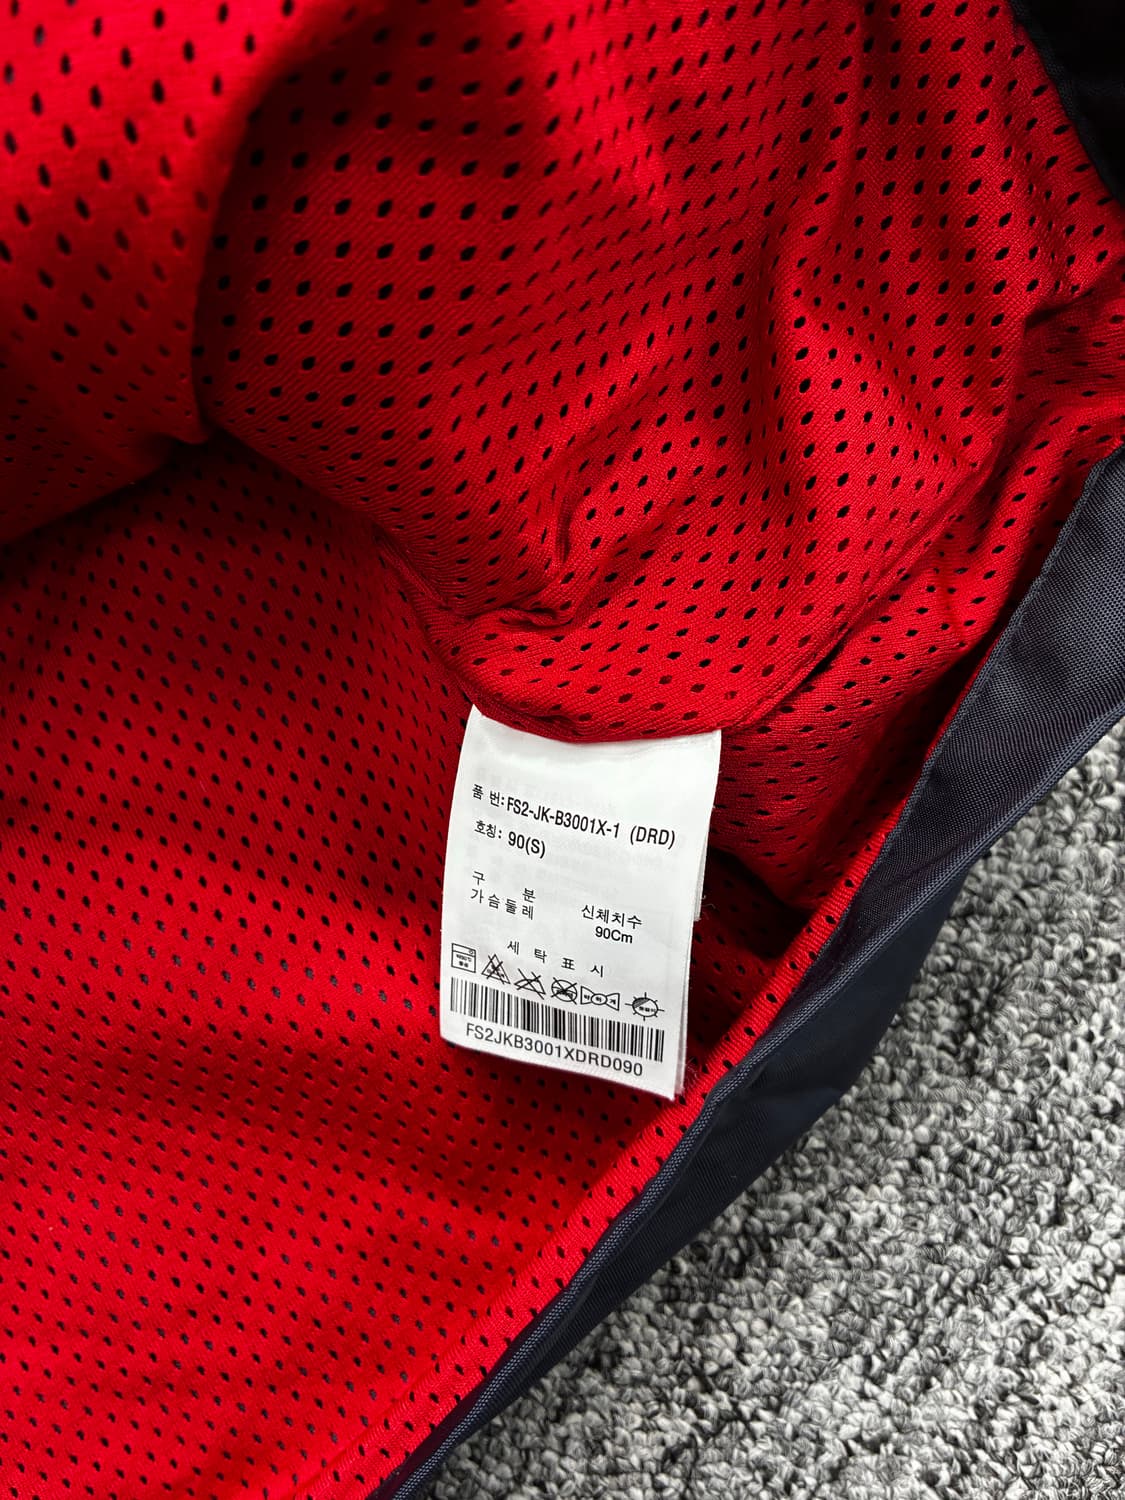 품 번: FS2-JK-B3001X-1 (DRD)
호칭: 90(S)
구 분 신체치수
가슴둘레 90Cm
세 탁 표 시
FS2JKB3001XDRD090